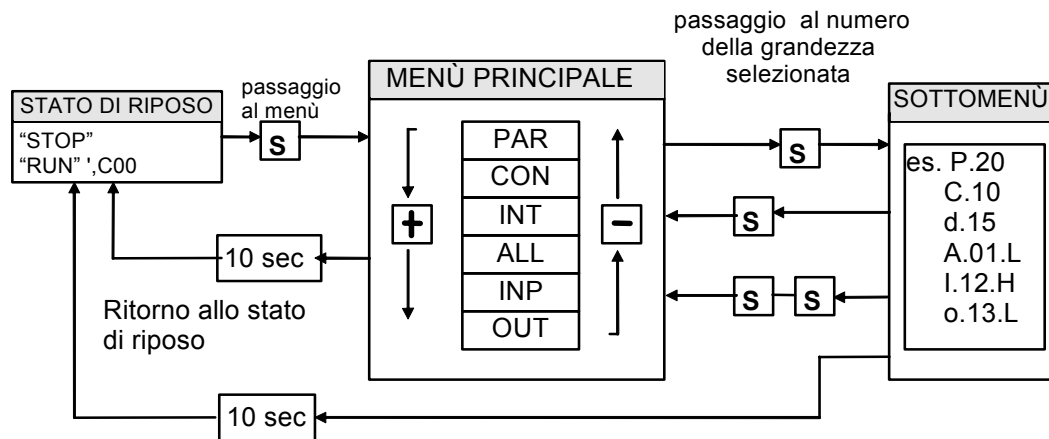 passaggio al numero
della grandezza
selezionata
STATO DI RIPOSO
“STOP”
“RUN” ',C00
passaggio
al menù
S
MENÙ PRINCIPALE
+
PAR
CON
INT
ALL
INP
OUT
−
S
S
S S
SOTTOMENÙ
es. P.20
C.10
d.15
A.01.L
I.12.H
o.13.L
10 sec
Ritorno allo stato
di riposo
10 sec